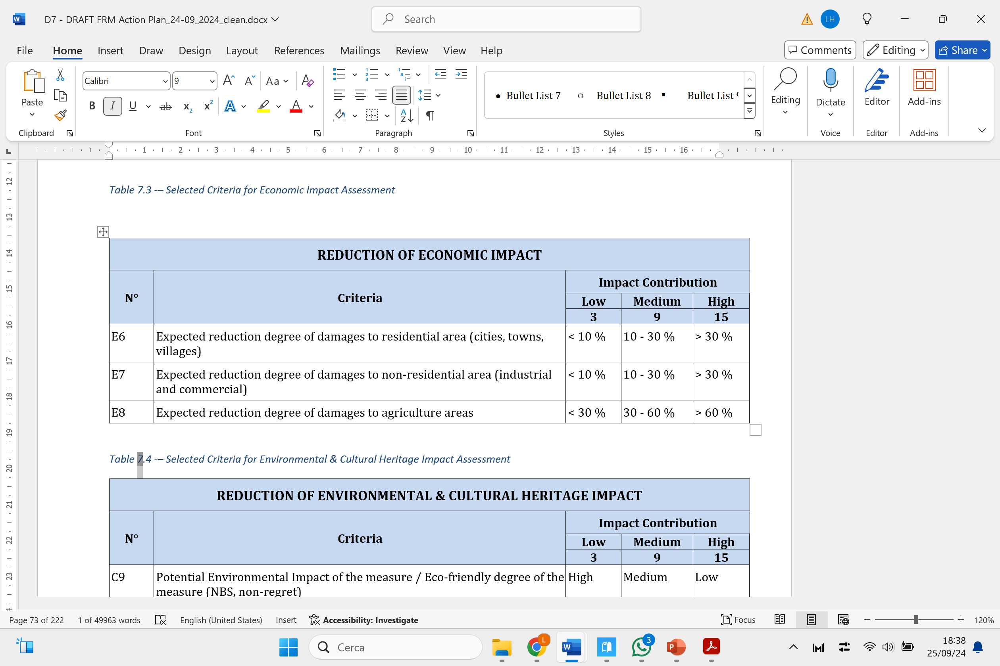 D7 - DRAFT FRM Action Plan_24-09_2024_clean.docx
Search
LH
File Home Insert Draw Design Layout References Mailings Review View Help
Comments Editing Share
Paste
Calibri 9
Aa
B I U ab x2 x2 A A
AZ
Bullet List 7 Bullet List 8 Bullet List
Editing Dictate Editor Add-ins
Clipboard Font Paragraph Styles Voice Editor Add-ins
1 2 3 4 5 6 7 8 9 10 11 12 13 14 15 16
12 13 14 15 16 17 18 19 20 21 22 23
Table 7.3 -– Selected Criteria for Economic Impact Assessment
REDUCTION OF ECONOMIC IMPACT
N° Criteria Impact Contribution
Low Medium High
3 9 15
E6 Expected reduction degree of damages to residential area (cities, towns, < 10 % 10 - 30 % > 30 %
villages)
E7 Expected reduction degree of damages to non-residential area (industrial < 10 % 10 - 30 % > 30 %
and commercial)
E8 Expected reduction degree of damages to agriculture areas < 30 % 30 - 60 % > 60 %
Table 7.4 -– Selected Criteria for Environmental & Cultural Heritage Impact Assessment
REDUCTION OF ENVIRONMENTAL & CULTURAL HERITAGE IMPACT
N° Criteria Impact Contribution
Low Medium High
3 9 15
C9 Potential Environmental Impact of the measure / Eco-friendly degree of the High Medium Low
measure (NBS, non-regret)
Page 73 of 222 1 of 49963 words English (United States) Insert Accessibility: Investigate Focus 120%
Cerca
L
W
3
P
18:38
25/09/24